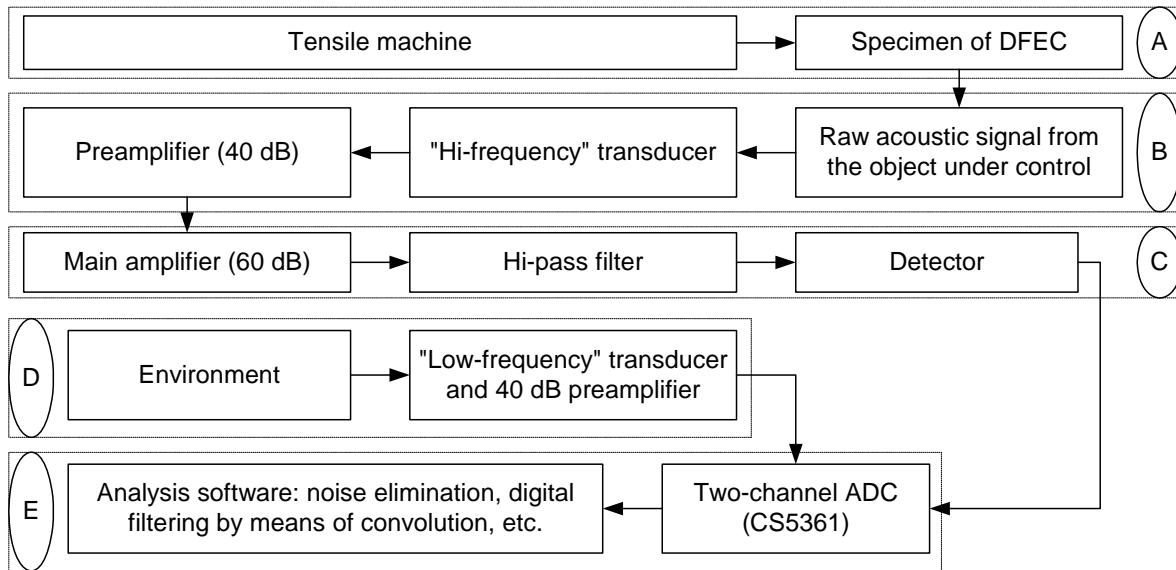 Tensile machine
Specimen of DFEC
A
Preamplifier (40 dB)
"Hi-frequency" transducer
Raw acoustic signal from
the object under control
B
Main amplifier (60 dB)
Hi-pass filter
Detector
C
D
Environment
"Low-frequency" transducer
and 40 dB preamplifier
E
Analysis software: noise elimination, digital
filtering by means of convolution, etc.
Two-channel ADC
(CS5361)